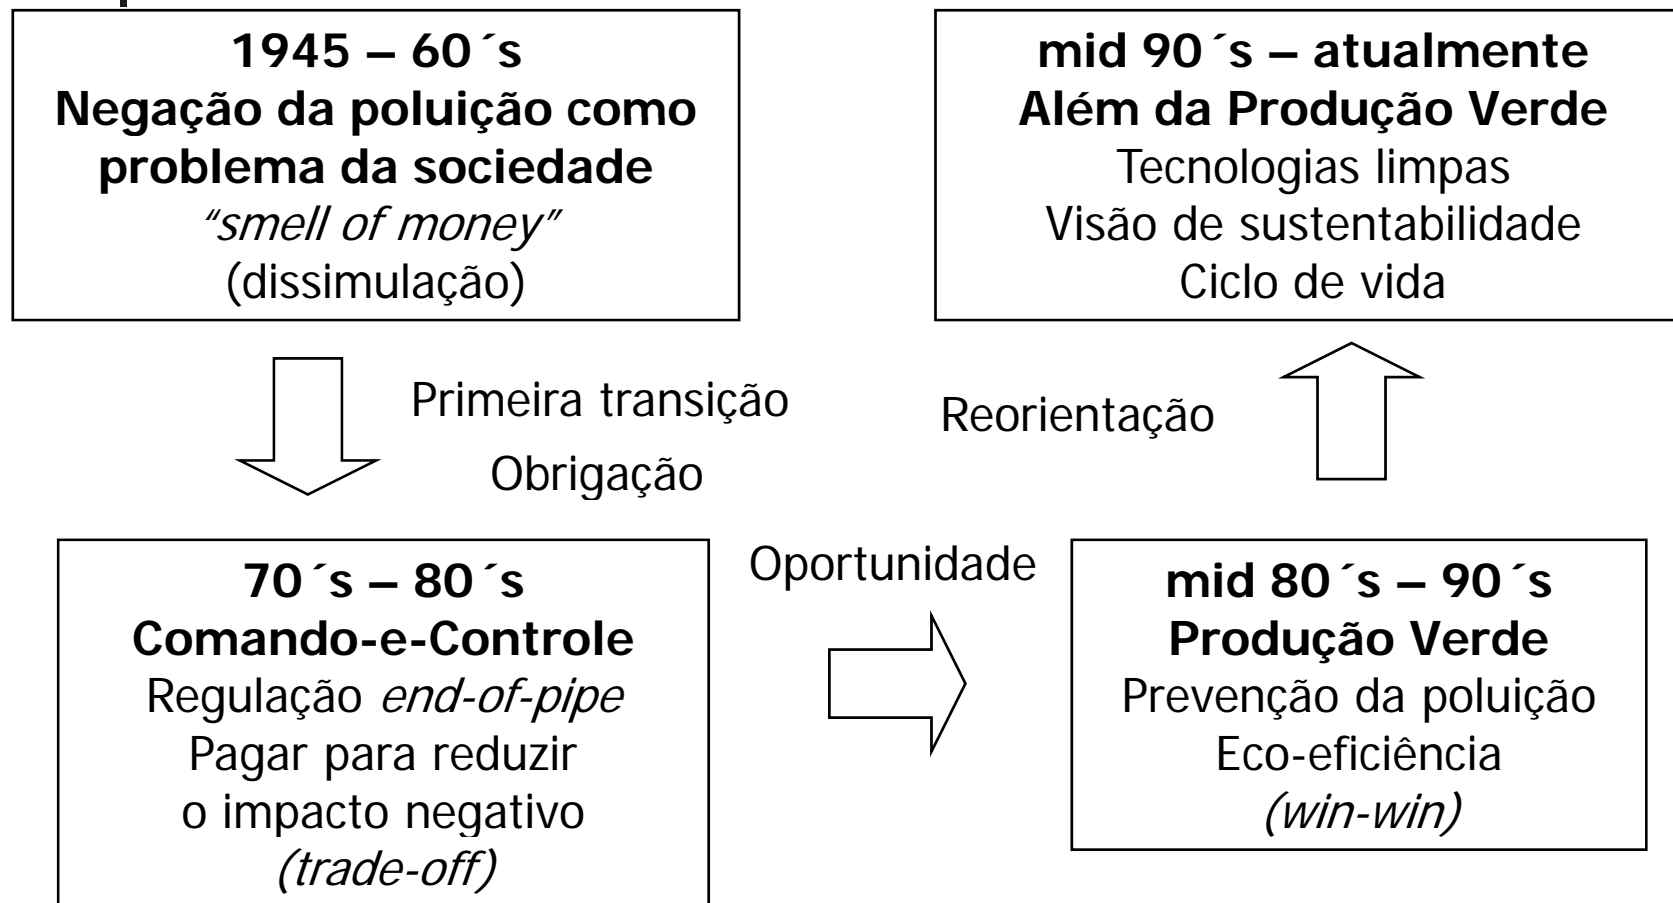 1945 – 60´s
Negação da poluição como
problema da sociedade
“smell of money”
(dissimulação)
Primeira transição
Obrigação
70´s – 80´s
Comando-e-Controle
Regulação end-of-pipe
Pagar para reduzir
o impacto negativo
(trade-off)
Oportunidade
mid 80´s – 90´s
Produção Verde
Prevenção da poluição
Eco-eficiência
(win-win)
Reorientação
mid 90´s – atualmente
Além da Produção Verde
Tecnologias limpas
Visão de sustentabilidade
Ciclo de vida